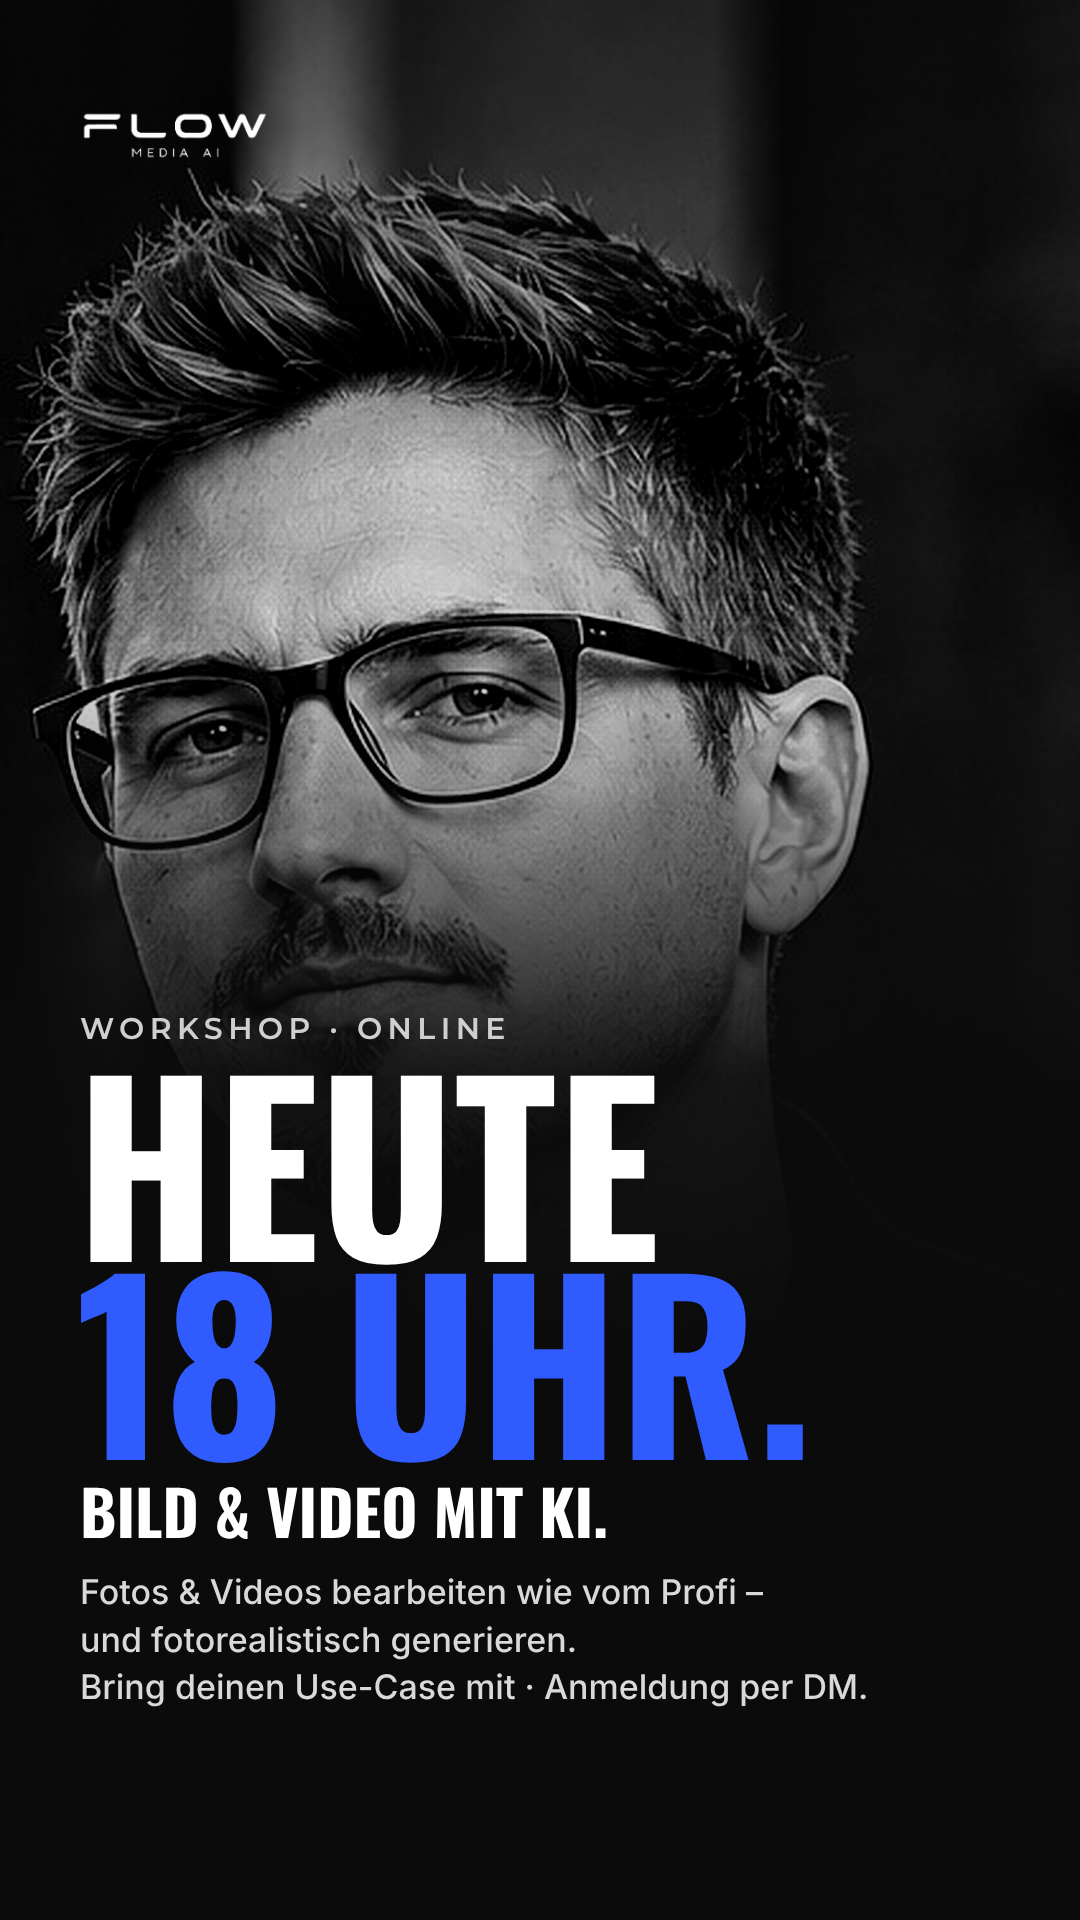 FLOW
MEDIA AI
WORKSHOP · ONLINE
HEUTE
18 UHR.
BILD & VIDEO MIT KI.
Fotos & Videos bearbeiten wie vom Profi –
und fotorealistisch generieren.
Bring deinen Use-Case mit · Anmeldung per DM.